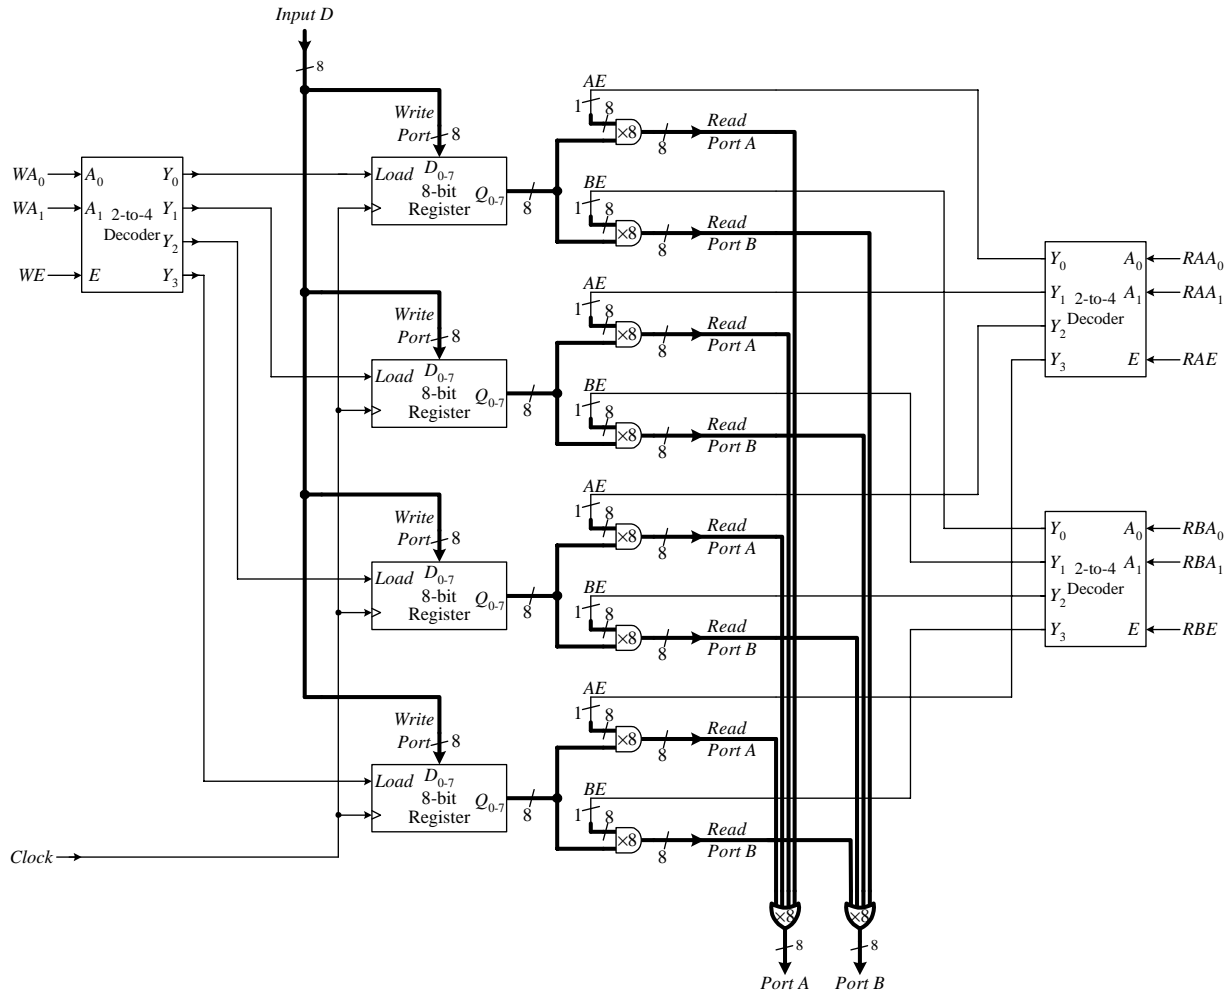 Input D
8
AE
1 8
Write
Port 8
×8
8
Read
Port A
WA0 A0 Y0
WA1 A1 Y1
2-to-4
Decoder
Y2
WE E Y3
Load D0-7
8-bit
Register
Q0-7
8
BE
1 8
×8
8
Read
Port B
Y0 A0 RAA0
Y1 A1 RAA1
2-to-4
Decoder
Y2
Y3 E RAE
AE
1 8
Write
Port 8
×8
8
Read
Port A
Load D0-7
8-bit
Register
Q0-7
8
BE
1 8
×8
8
Read
Port B
AE
1 8
Write
Port 8
×8
8
Read
Port A
Y0 A0 RBA0
Y1 A1 RBA1
2-to-4
Decoder
Y2
Y3 E RBE
Load D0-7
8-bit
Register
Q0-7
8
BE
1 8
×8
8
Read
Port B
AE
1 8
Write
Port 8
×8
8
Read
Port A
Load D0-7
8-bit
Register
Q0-7
8
BE
1 8
×8
8
Read
Port B
Clock
×8 ×8
8 8
Port A Port B